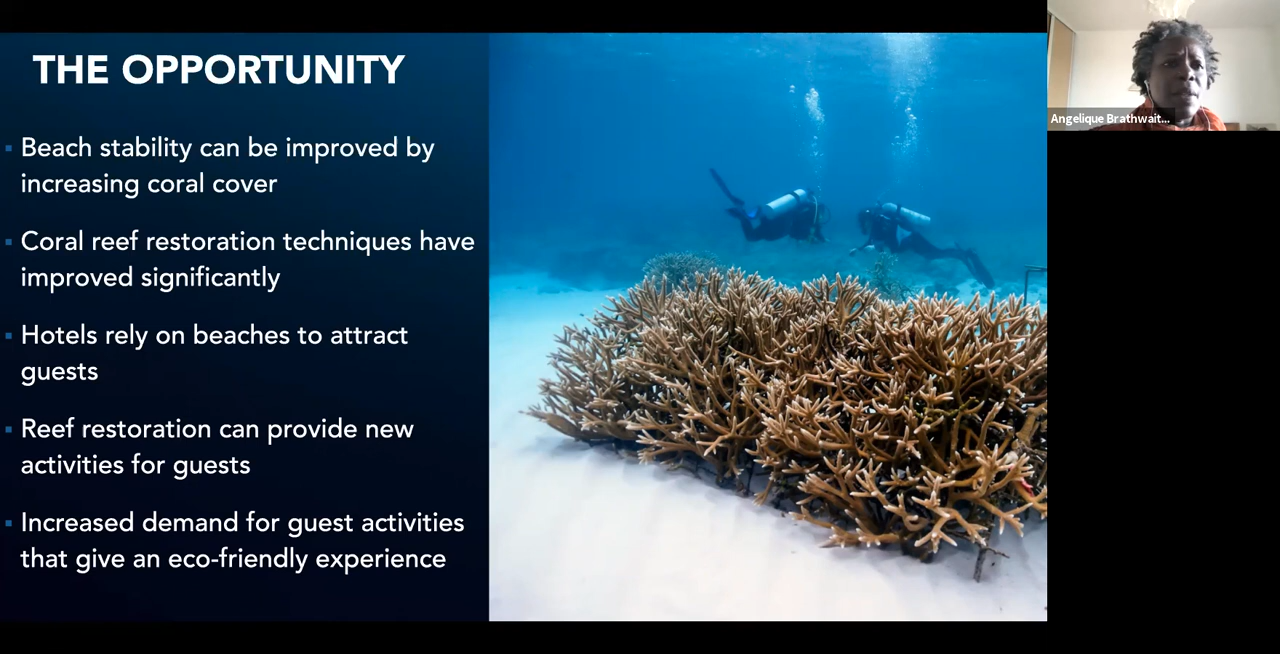 THE OPPORTUNITY
Beach stability can be improved by
increasing coral cover
Coral reef restoration techniques have
improved significantly
Hotels rely on beaches to attract
guests
Reef restoration can provide new
activities for guests
Increased demand for guest activities
that give an eco-friendly experience
Angelique Brathwait...